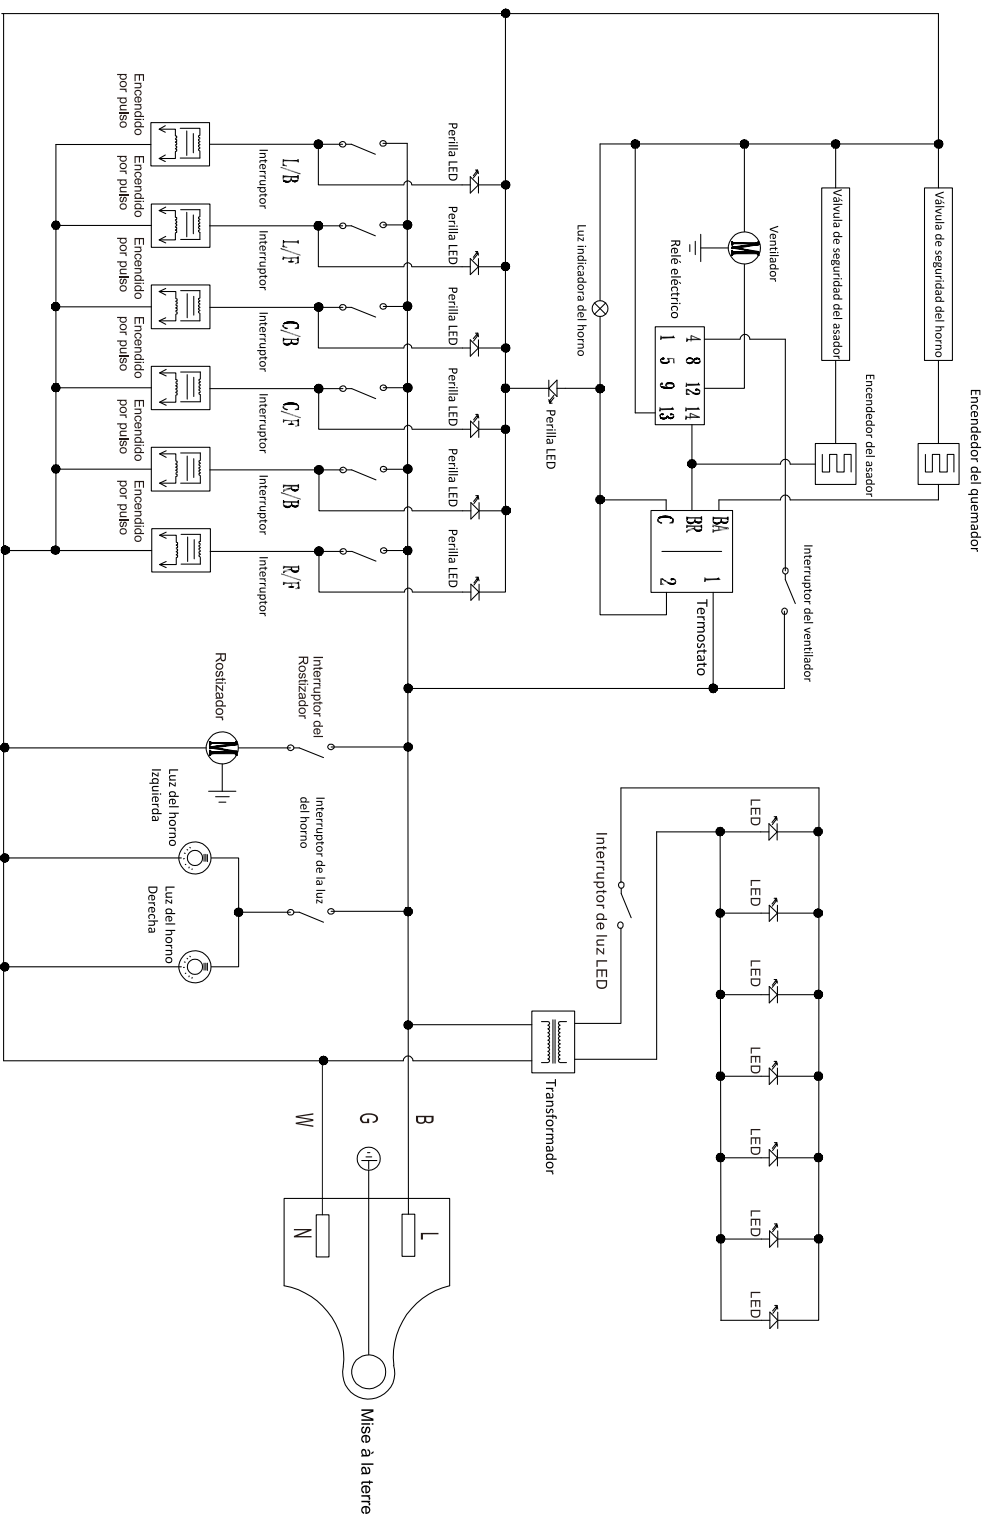 Encendedor del quemador
Válvula de seguridad del horno
Válvula de seguridad del asador
Encendedor del asador
Ventilador
Relé eléctrico
4 8 12 14
1 5 9 13
Luz indicadora del horno
Perilla LED
BA
BR
C
1
2
Termostato
Interruptor del ventilador
Perilla LED
Perilla LED
Perilla LED
Perilla LED
Perilla LED
Perilla LED
L/B
Interruptor
L/F
Interruptor
C/B
Interruptor
C/F
Interruptor
R/B
Interruptor
R/F
Interruptor
Encendido
por pulso
Encendido
por pulso
Encendido
por pulso
Encendido
por pulso
Encendido
por pulso
Encendido
por pulso
Interruptor del
Rostizador
Rostizador
M
M
Interruptor de la luz
del horno
Luz del horno
Izquierda
Luz del horno
Derecha
LED
LED
LED
LED
LED
LED
LED
Interruptor de luz LED
Transformador
B
G
W
L
N
Mise à la terre